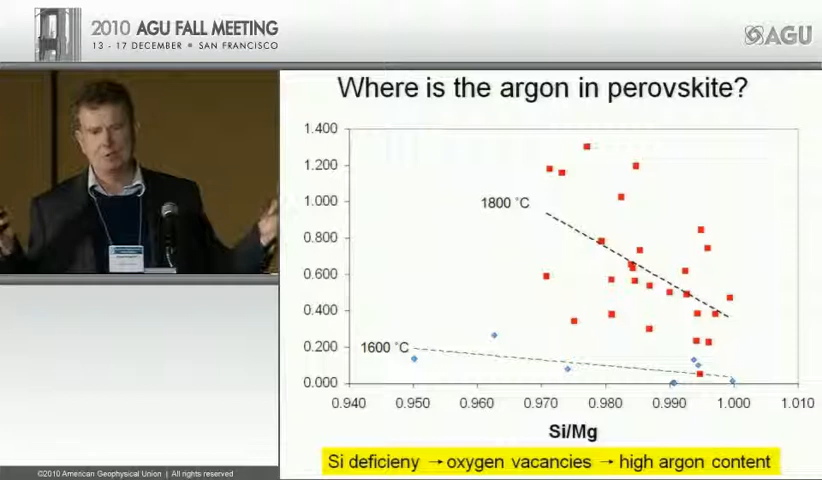 2010 AGU FALL MEETING
13 - 17 DECEMBER ■ SAN FRANCISCO
AGU
Where is the argon in perovskite?
1.400
1.200
1.000
0.800
0.600
0.400
0.200
0.000
1800 °C
1600 °C
0.940 0.950 0.960 0.970 0.980 0.990 1.000 1.010
Si/Mg
Si deficieny → oxygen vacancies → high argon content
©2010 American Geophysical Union | All rights reserved